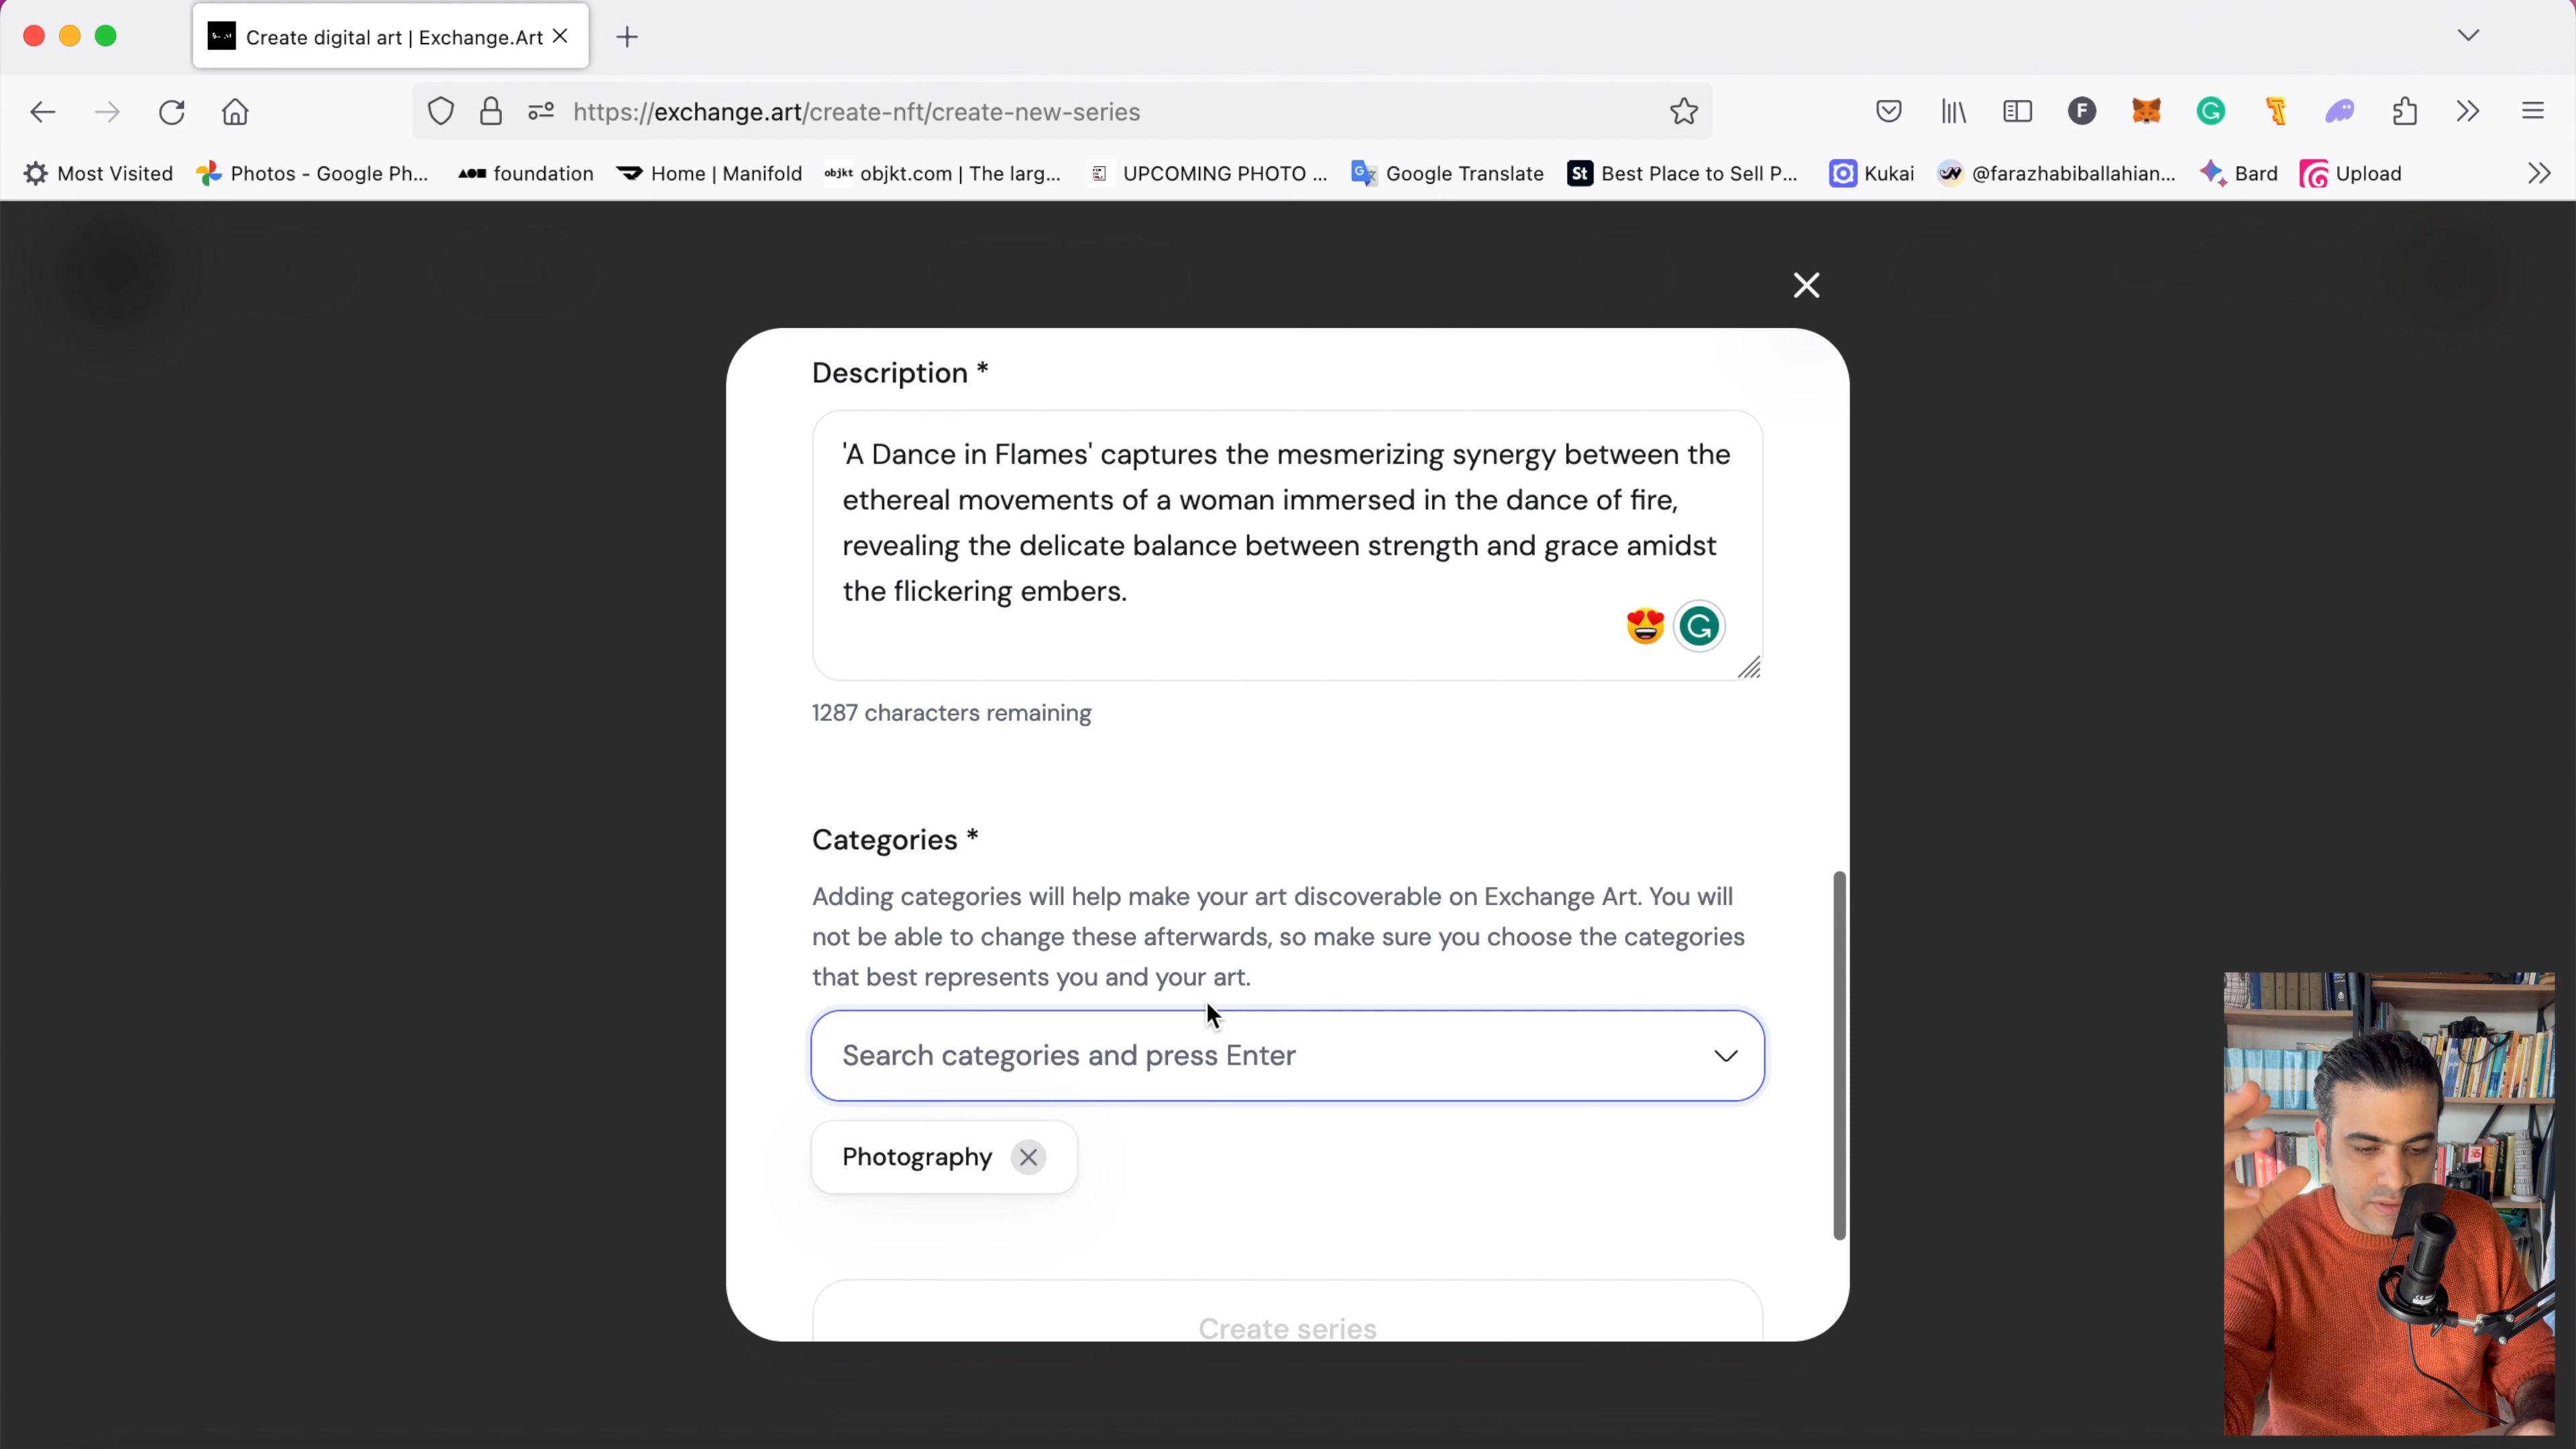 Create digital art | Exchange.Art
https://exchange.art/create-nft/create-new-series
F
G
Most Visited
Photos - Google Ph...
foundation
Home | Manifold
objkt objkt.com | The larg...
UPCOMING PHOTO ...
Google Translate
St Best Place to Sell P...
Kukai
@farazhabiballahian...
Bard
Upload
Description *
'A Dance in Flames' captures the mesmerizing synergy between the
ethereal movements of a woman immersed in the dance of fire,
revealing the delicate balance between strength and grace amidst
the flickering embers.
1287 characters remaining
Categories *
Adding categories will help make your art discoverable on Exchange Art. You will
not be able to change these afterwards, so make sure you choose the categories
that best represents you and your art.
Search categories and press Enter
Photography
Create series